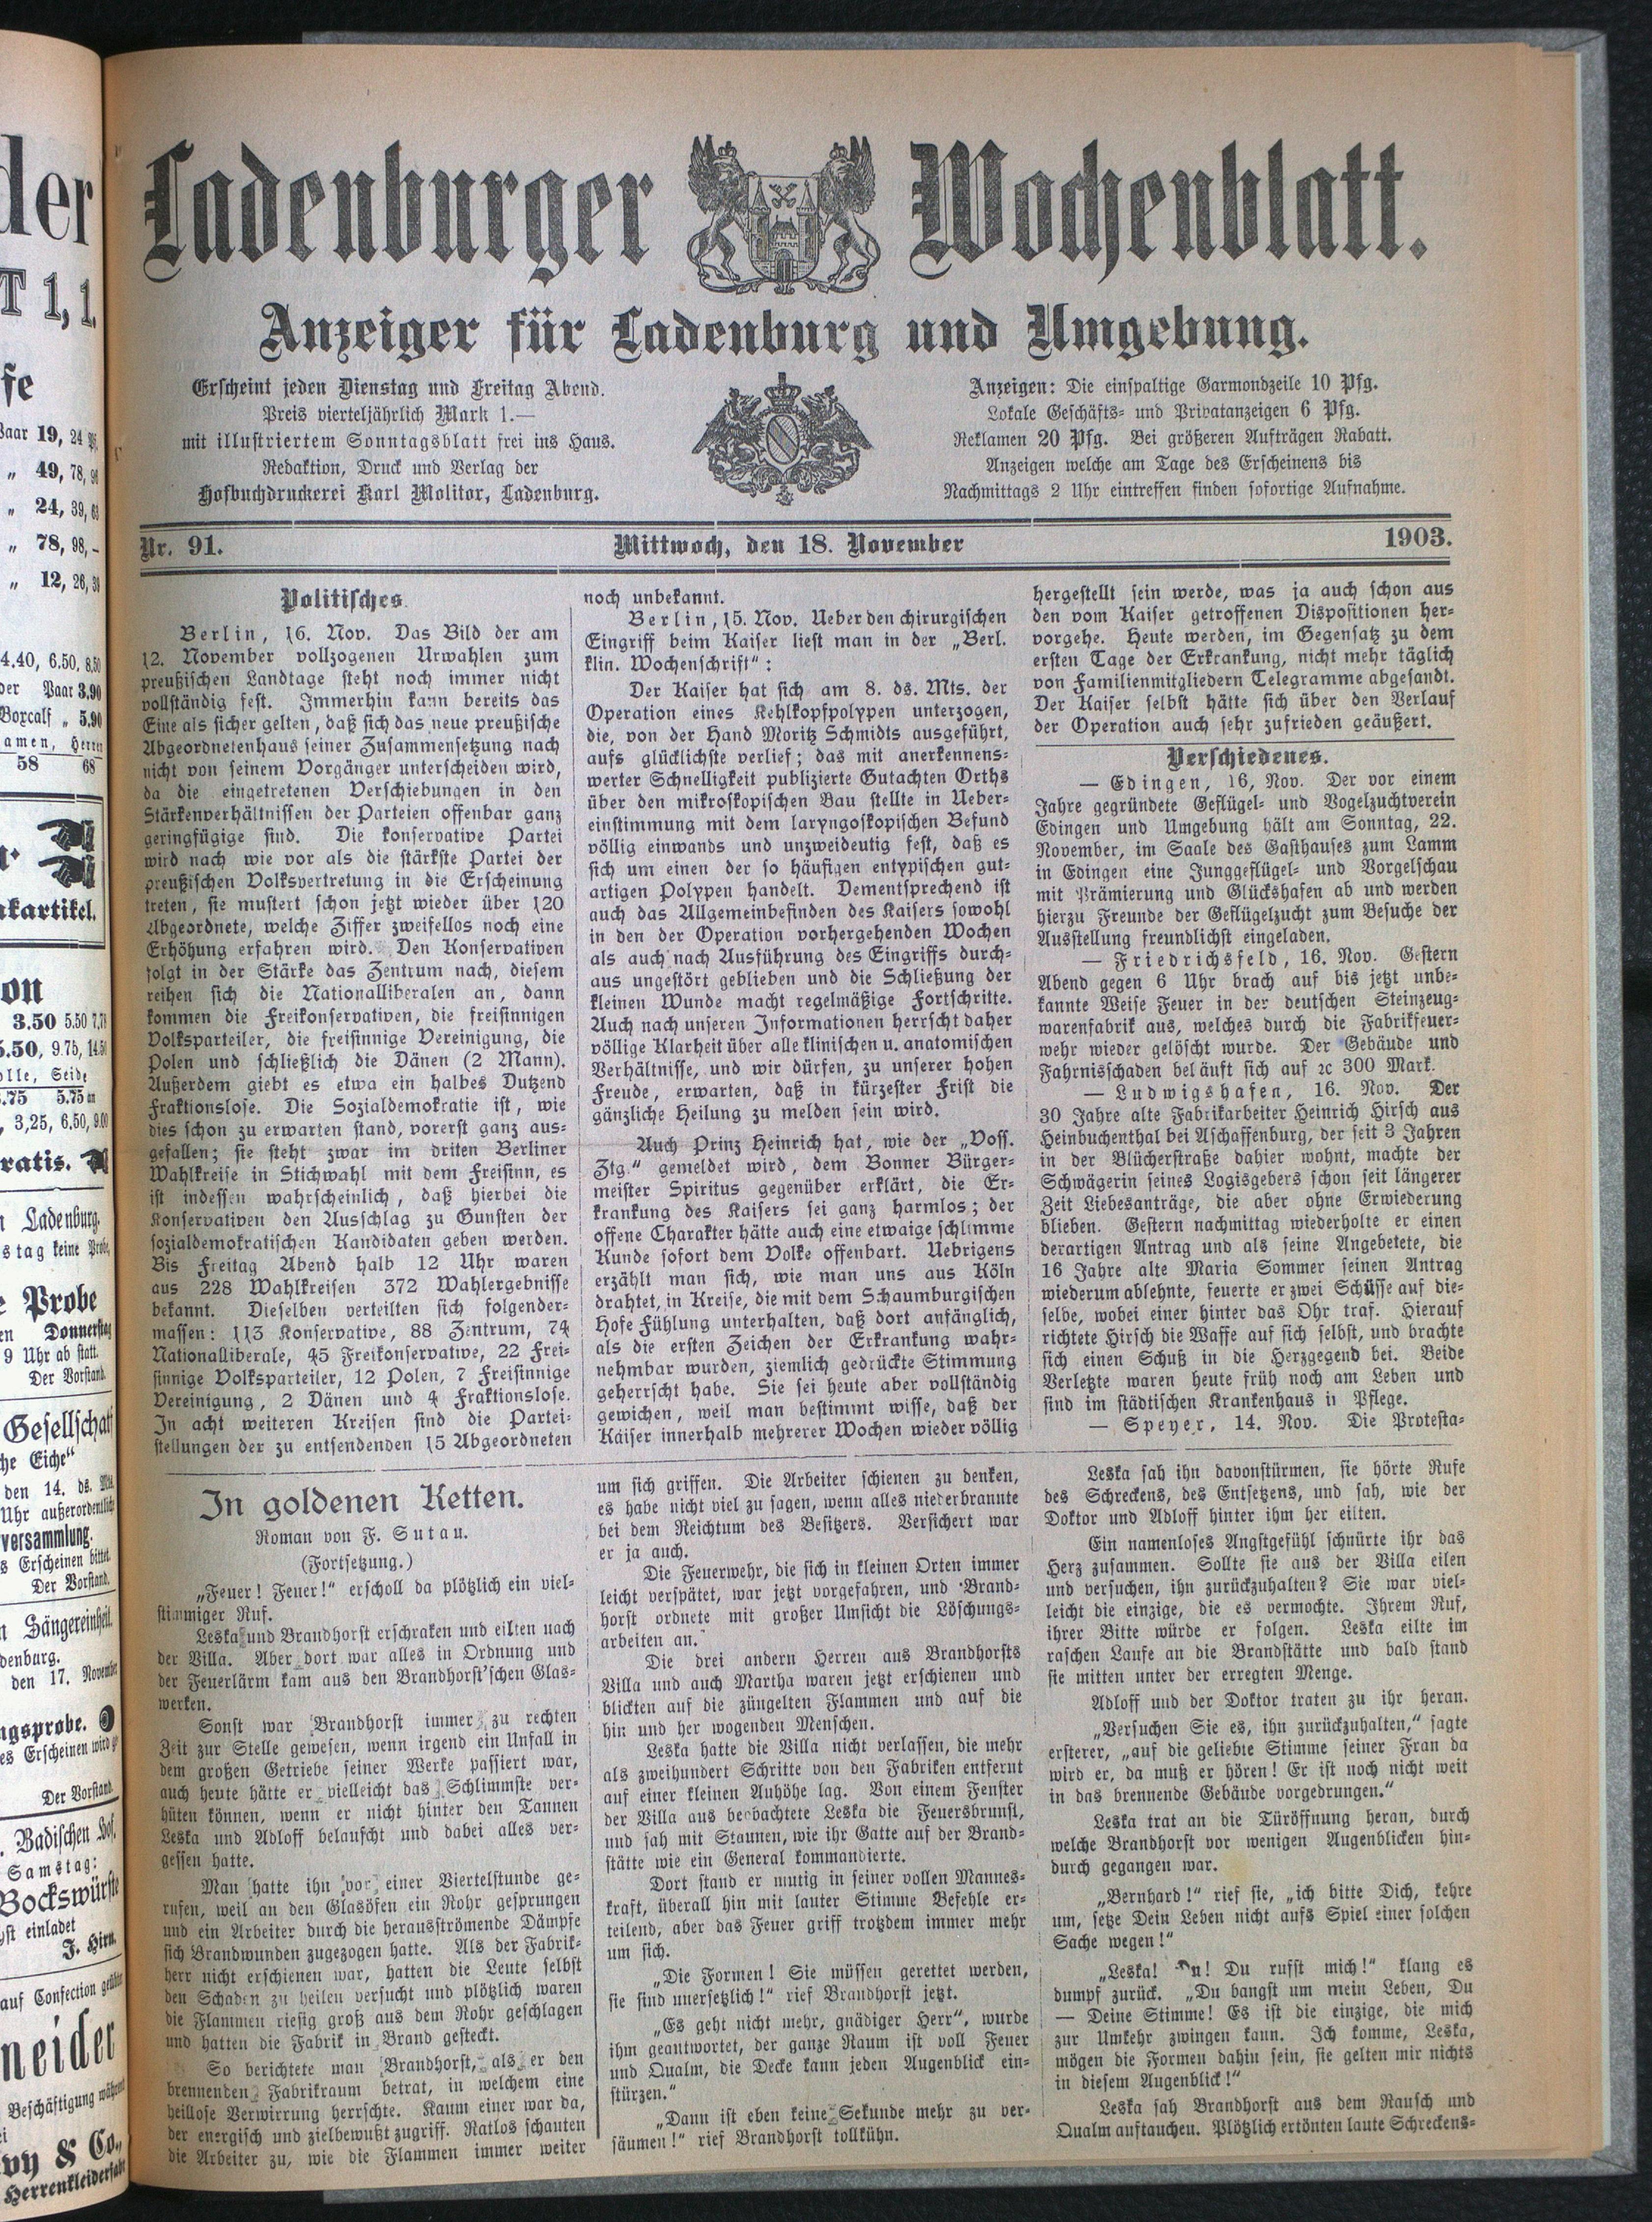 Ladenburger Wochenblatt.
Anzeiger für Ladenburg und Umgebung.
Erscheint jeden Dienstag und Freitag Abend.
Preis vierteljährlich Mark 1.—
mit illustriertem Sonntagsblatt frei ins Haus.
Redaktion, Druck und Verlag der
Hofbuchdruckerei Karl Molitor, Ladenburg.
Anzeigen: Die einspaltige Garmondzeile 10 Pfg.
Lokale Geschäfts- und Privatanzeigen 6 Pfg.
Reklamen 20 Pfg. Bei größeren Aufträgen Rabatt.
Anzeigen welche am Tage des Erscheinens bis
Nachmittags 2 Uhr eintreffen finden sofortige Aufnahme.
Nr. 91.
Mittwoch, den 18. November
1903.
Politisches
Berlin, 16. Nov. Das Bild der am
12. November vollzogenen Urwahlen zum
preußischen Landtage steht noch immer nicht
vollständig fest. Immerhin kann bereits das
Eine als sicher gelten, daß sich das neue preußische
Abgeordnetenhaus seiner Zusammensetzung nach
nicht von seinem Vorgänger unterscheiden wird,
da die eingetretenen Verschiebungen in den
Stärkenverhältnissen der Parteien offenbar ganz
geringfügige sind. Die konservative Partei
wird nach wie vor als die stärkste Partei der
preußischen Volksvertretung in die Erscheinung
treten, sie mustert schon jetzt wieder über 120
Abgeordnete, welche Ziffer zweifellos noch eine
Erhöhung erfahren wird. Den Konservativen
folgt in der Stärke das Zentrum nach, diesem
reihen sich die Nationalliberalen an, dann
kommen die Freikonservativen, die freisinnigen
Volksparteiler, die freisinnige Vereinigung, die
Polen und schließlich die Dänen (2 Mann).
Außerdem giebt es etwa ein halbes Dutzend
Fraktionslose. Die Sozialdemokratie ist, wie
dies schon zu erwarten stand, vorerst ganz aus-
gefallen; sie steht zwar im driten Berliner
Wahlkreise in Stichwahl mit dem Freisinn, es
ist indessen wahrscheinlich, daß hierbei die
Konservativen den Ausschlag zu Gunsten der
sozialdemokratischen Kandidaten geben werden.
Bis Freitag Abend halb 12 Uhr waren
aus 228 Wahlkreisen 372 Wahlergebnisse
bekannt. Dieselben verteilten sich folgender-
massen: 113 Konservative, 88 Zentrum, 74
Nationalliberale, 45 Freikonservative, 22 Frei-
sinnige Volksparteiler, 12 Polen, 7 Freisinnige
Vereinigung, 2 Dänen und 4 Fraktionslose.
In acht weiteren Kreisen sind die Partei-
stellungen der zu entsendenden 15 Abgeordneten
noch unbekannt.
Berlin, 15. Nov. Ueber den chirurgischen
Eingriff beim Kaiser liest man in der „Berl.
klin. Wochenschrift“:
Der Kaiser hat sich am 8. ds. Mts. der
Operation eines Kehlkopfpolypen unterzogen,
die, von der Hand Moritz Schmidts ausgeführt,
aufs glücklichste verlief; das mit anerkennens-
werter Schnelligkeit publizierte Gutachten Orths
über den mikroskopischen Bau stellte in Ueber-
einstimmung mit dem laryngoskopischen Befund
völlig einwands und unzweideutig fest, daß es
sich um einen der so häufigen entypischen gut-
artigen Polypen handelt. Dementsprechend ist
auch das Allgemeinbefinden des Kaisers sowohl
in den der Operation vorhergehenden Wochen
als auch nach Ausführung des Eingriffs durch-
aus ungestört geblieben und die Schließung der
kleinen Wunde macht regelmäßige Fortschritte.
Auch nach unseren Informationen herrscht daher
völlige Klarheit über alle klinischen u. anatomischen
Verhältnisse, und wir dürfen, zu unserer hohen
Freude, erwarten, daß in kürzester Frist die
gänzliche Heilung zu melden sein wird.
Auch Prinz Heinrich hat, wie der „Voss.
Ztg.“ gemeldet wird, dem Bonner Bürger-
meister Spiritus gegenüber erklärt, die Er-
krankung des Kaisers sei ganz harmlos; der
offene Charakter hätte auch eine etwaige schlimme
Kunde sofort dem Volke offenbart. Uebrigens
erzählt man sich, wie man uns aus Köln
drahtet, in Kreise, die mit dem Schaumburgischen
Hofe Fühlung unterhalten, daß dort anfänglich,
als die ersten Zeichen der Erkrankung wahr-
nehmbar wurden, ziemlich gedrückte Stimmung
geherrscht habe. Sie sei heute aber vollständig
gewichen, weil man bestimmt wisse, daß der
Kaiser innerhalb mehrerer Wochen wieder völlig
hergestellt sein werde, was ja auch schon aus
den vom Kaiser getroffenen Dispositionen her-
vorgehe. Heute werden, im Gegensatz zu dem
ersten Tage der Erkrankung, nicht mehr täglich
von Familienmitgliedern Telegramme abgesandt.
Der Kaiser selbst hätte sich über den Verlauf
der Operation auch sehr zufrieden geäußert.
Verschiedenes.
— Edingen, 16, Nov. Der vor einem
Jahre gegründete Geflügel- und Vogelzuchtverein
Edingen und Umgebung hält am Sonntag, 22.
November, im Saale des Gasthauses zum Lamm
in Edingen eine Junggeflügel- und Vorgelschau
mit Prämierung und Glückshafen ab und werden
hierzu Freunde der Geflügelzucht zum Besuche der
Ausstellung freundlichst eingeladen.
— Friedrichsfeld, 16. Nov. Gestern
Abend gegen 6 Uhr brach auf bis jetzt unbe-
kannte Weise Feuer in der deutschen Steinzeug-
warenfabrik aus, welches durch die Fabrikfeuer-
wehr wieder gelöscht wurde. Der Gebäude und
Fahrnisschaden beläuft sich auf ꝛc 300 Mark.
— Ludwigshafen, 16. Nov. Der
30 Jahre alte Fabrikarbeiter Heinrich Hirsch aus
Heinbuchenthal bei Aschaffenburg, der seit 3 Jahren
in der Blücherstraße dahier wohnt, machte der
Schwägerin seines Logisgebers schon seit längerer
Zeit Liebesanträge, die aber ohne Erwiederung
blieben. Gestern nachmittag wiederholte er einen
derartigen Antrag und als seine Angebetete, die
16 Jahre alte Maria Sommer seinen Antrag
wiederum ablehnte, feuerte er zwei Schüsse auf die-
selbe, wobei einer hinter das Ohr traf. Hierauf
richtete Hirsch die Waffe auf sich selbst, und brachte
sich einen Schuß in die Herzgegend bei. Beide
Verletzte waren heute früh noch am Leben und
sind im städtischen Krankenhaus in Pflege.
— Speyer, 14. Nov. Die Protesta-
In goldenen Ketten.
Roman von F. Sutau.
(Fortsetzung.)
„Feuer! Feuer!“ erscholl da plötzlich ein viel-
stimmiger Ruf.
Leska und Brandhorst erschraken und eilten nach
der Villa. Aber dort war alles in Ordnung und
der Feuerlärm kam aus den Brandhorst'schen Glas-
werken.
Sonst war Brandhorst immer zu rechten
Zeit zur Stelle gewesen, wenn irgend ein Unfall in
dem großen Getriebe seiner Werke passiert war,
auch heute hätte er vielleicht das Schlimmste ver-
hüten können, wenn er nicht hinter den Tannen
Leska und Adloff belauscht und dabei alles ver-
gessen hatte.
Man hatte ihn vor einer Viertelstunde ge-
rufen, weil an den Glasöfen ein Rohr gesprungen
und ein Arbeiter durch die herausströmende Dämpfe
sich Brandwunden zugezogen hatte. Als der Fabrik-
herr nicht erschienen war, hatten die Leute selbst
den Schaden zu heilen versucht und plötzlich waren
die Flammen riesig groß aus dem Rohr geschlagen
und hatten die Fabrik in Brand gesteckt.
So berichtete man Brandhorst, als er den
brennenden Fabrikraum betrat, in welchem eine
heillose Verwirrung herrschte. Kaum einer war da,
der energisch und zielbewußt zugriff. Ratlos schauten
die Arbeiter zu, wie die Flammen immer weiter
um sich griffen. Die Arbeiter schienen zu denken,
es habe nicht viel zu sagen, wenn alles niederbrannte
bei dem Reichtum des Besitzers. Versichert war
er ja auch.
Die Feuerwehr, die sich in kleinen Orten immer
leicht verspätet, war jetzt vorgefahren, und Brand-
horst ordnete mit großer Umsicht die Löschungs-
arbeiten an.
Die drei andern Herren aus Brandhorsts
Villa und auch Martha waren jetzt erschienen und
blickten auf die züngelten Flammen und auf die
hin und her wogenden Menschen.
Leska hatte die Villa nicht verlassen, die mehr
als zweihundert Schritte von den Fabriken entfernt
auf einer kleinen Anhöhe lag. Von einem Fenster
der Villa aus beobachtete Leska die Feuersbrunst,
und sah mit Staunen, wie ihr Gatte auf der Brand-
stätte wie ein General kommandierte.
Dort stand er mutig in seiner vollen Mannes-
kraft, überall hin mit lauter Stimme Befehle er-
teilend, aber das Feuer griff trotzdem immer mehr
um sich.
„Die Formen! Sie müssen gerettet werden,
sie sind unersetzlich!“ rief Brandhorst jetzt.
„Es geht nicht mehr, gnädiger Herr“, wurde
ihm geantwortet, der ganze Raum ist voll Feuer
und Qualm, die Decke kann jeden Augenblick ein-
stürzen.“
„Dann ist eben keine Sekunde mehr zu ver-
säumen!“ rief Brandhorst tollkühn.
Leska sah ihn davonstürmen, sie hörte Rufe
des Schreckens, des Entsetzens, und sah, wie der
Doktor und Adloff hinter ihm her eilten.
Ein namenloses Angstgefühl schnürte ihr das
Herz zusammen. Sollte sie aus der Villa eilen
und versuchen, ihn zurückzuhalten? Sie war viel-
leicht die einzige, die es vermochte. Ihrem Ruf,
ihrer Bitte würde er folgen. Leska eilte im
raschen Laufe an die Brandstätte und bald stand
sie mitten unter der erregten Menge.
Adloff und der Doktor traten zu ihr heran.
„Versuchen Sie es, ihn zurückzuhalten,“ sagte
ersterer, „auf die geliebte Stimme seiner Frau da
wird er, da muß er hören! Er ist noch nicht weit
in das brennende Gebäude vorgedrungen.“
Leska trat an die Türöffnung heran, durch
welche Brandhorst vor wenigen Augenblicken hin-
durch gegangen war.
„Bernhard!“ rief sie, „ich bitte Dich, kehre
um, setze Dein Leben nicht aufs Spiel einer solchen
Sache wegen!“
„Leska! Du! Du rufst mich!“ klang es
dumpf zurück. „Du bangst um mein Leben, Du
— Deine Stimme! Es ist die einzige, die mich
zur Umkehr zwingen kann. Ich komme, Leska,
mögen die Formen dahin sein, sie gelten mir nichts
in diesem Augenblick!“
Leska sah Brandhorst aus dem Rausch und
Qualm auftauchen. Plötzlich ertönten laute Schreckens-